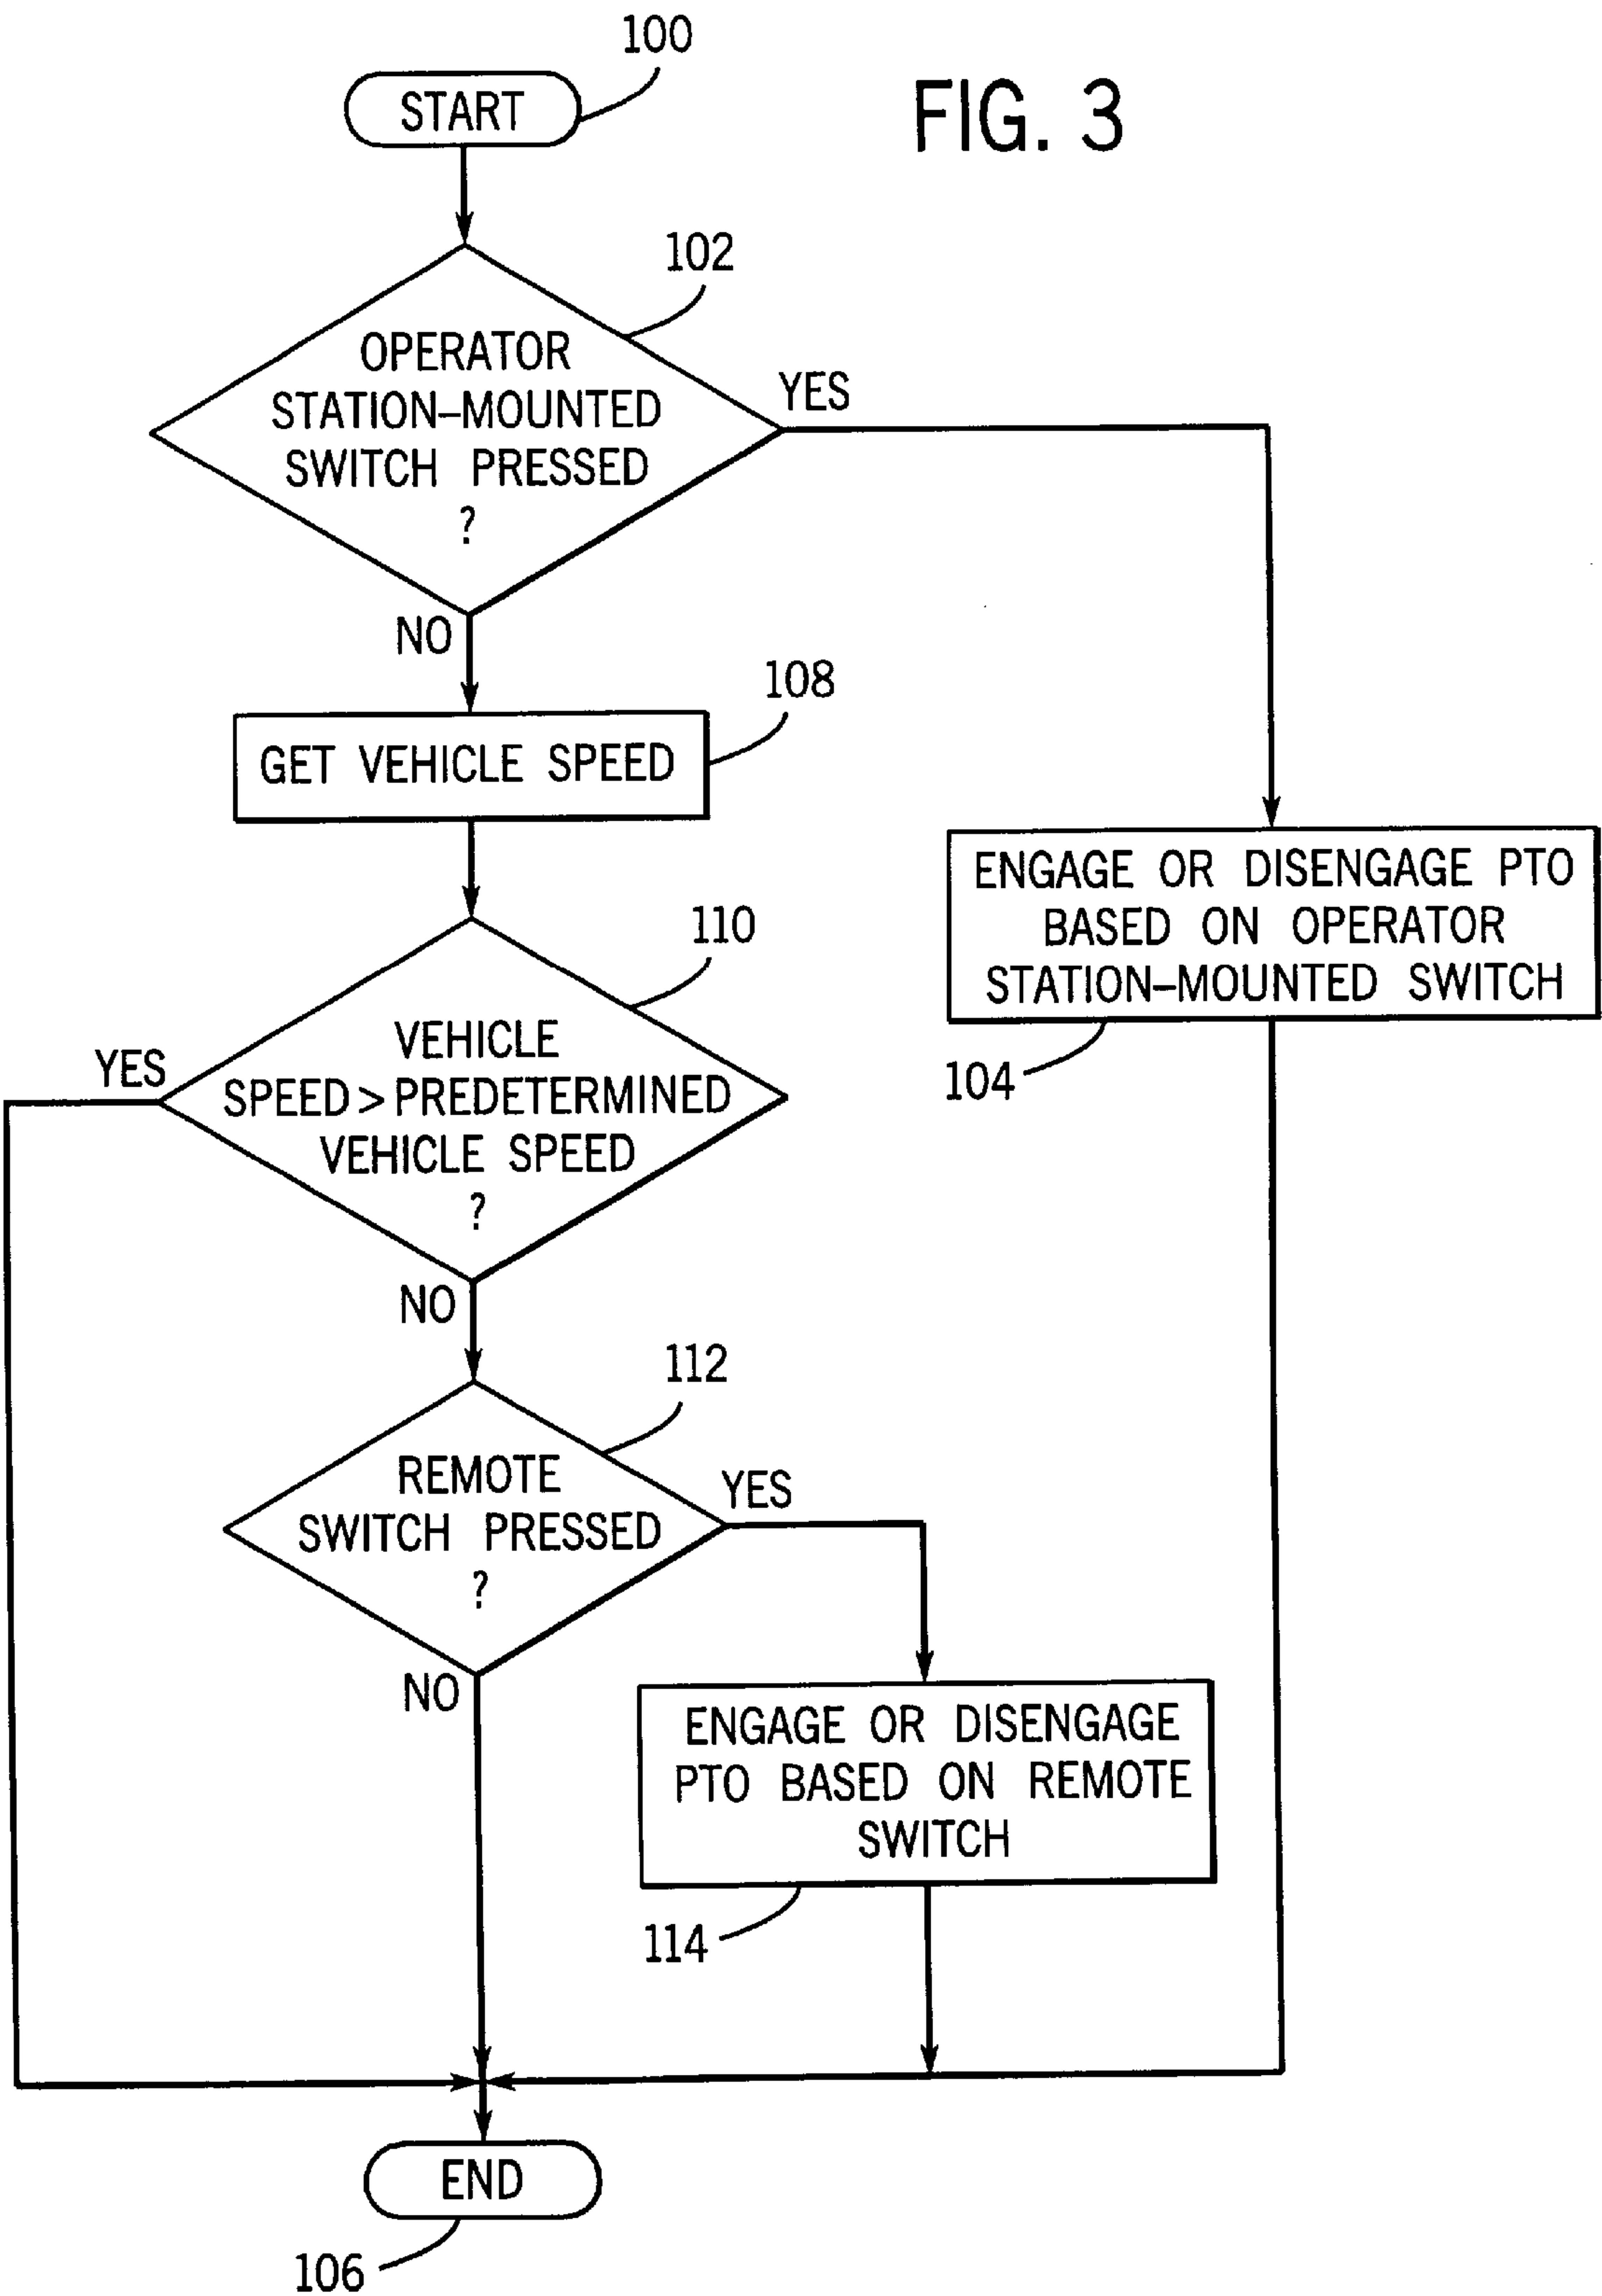 100
START
FIG. 3
102
OPERATOR
STATION-MOUNTED
SWITCH PRESSED
?
YES
NO
108
GET VEHICLE SPEED
ENGAGE OR DISENGAGE PTO
BASED ON OPERATOR
STATION-MOUNTED SWITCH
104
110
VEHICLE
SPEED > PREDETERMINED
VEHICLE SPEED
?
YES
NO
112
REMOTE
SWITCH PRESSED
?
YES
NO
ENGAGE OR DISENGAGE
PTO BASED ON REMOTE
SWITCH
114
END
106